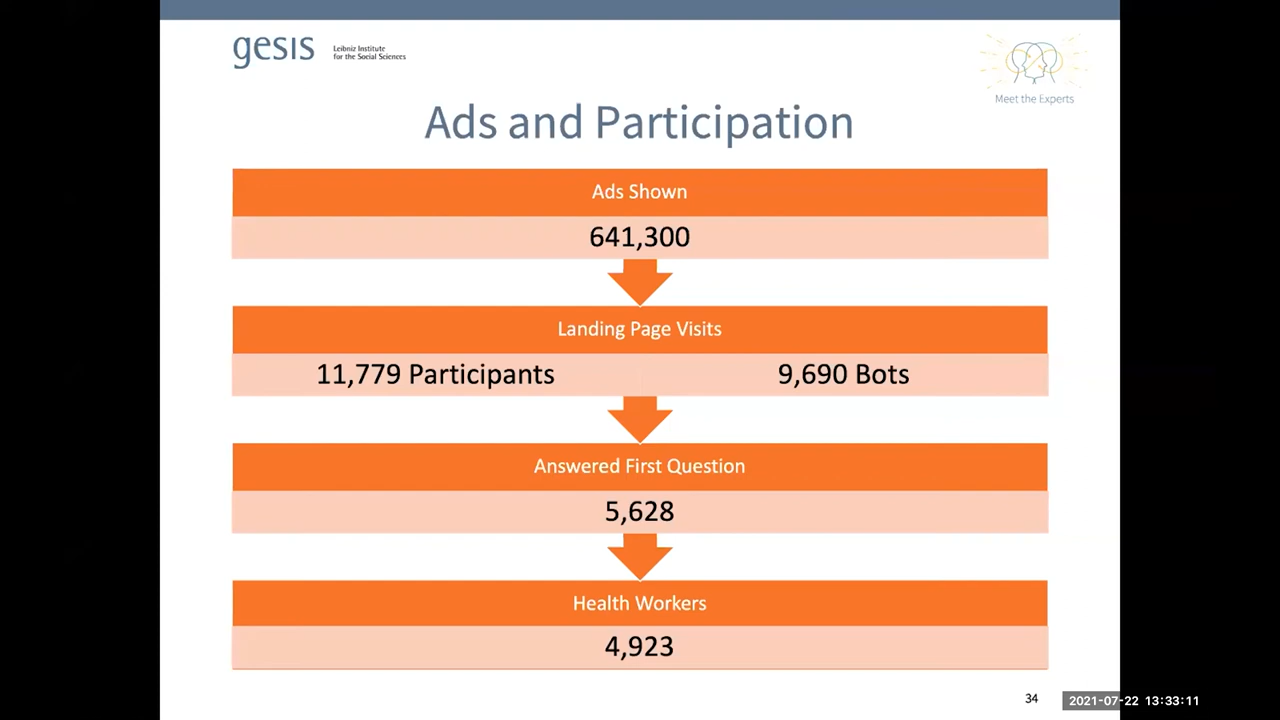 gesis
Leibniz Institute
for the Social Sciences
Meet the Experts
Ads and Participation
Ads Shown
641,300
Landing Page Visits
11,779 Participants
9,690 Bots
Answered First Question
5,628
Health Workers
4,923
34
2021-07-22 13:33:11